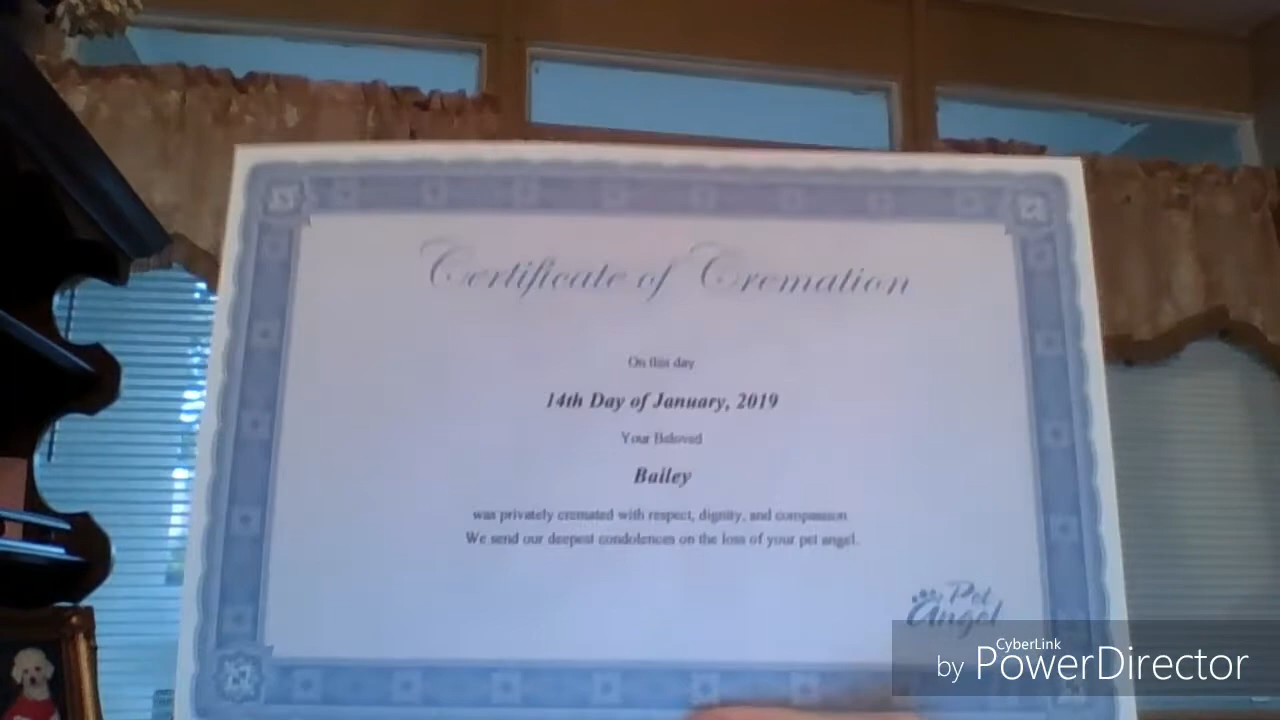 Certificate of Cremation
On this day
14th Day of January, 2019
Your Beloved
Bailey
was privately cremated with respect, dignity, and compassion
We send our deepest condolences on the loss of your pet angel.
Pet
Angel
CyberLink
by PowerDirector